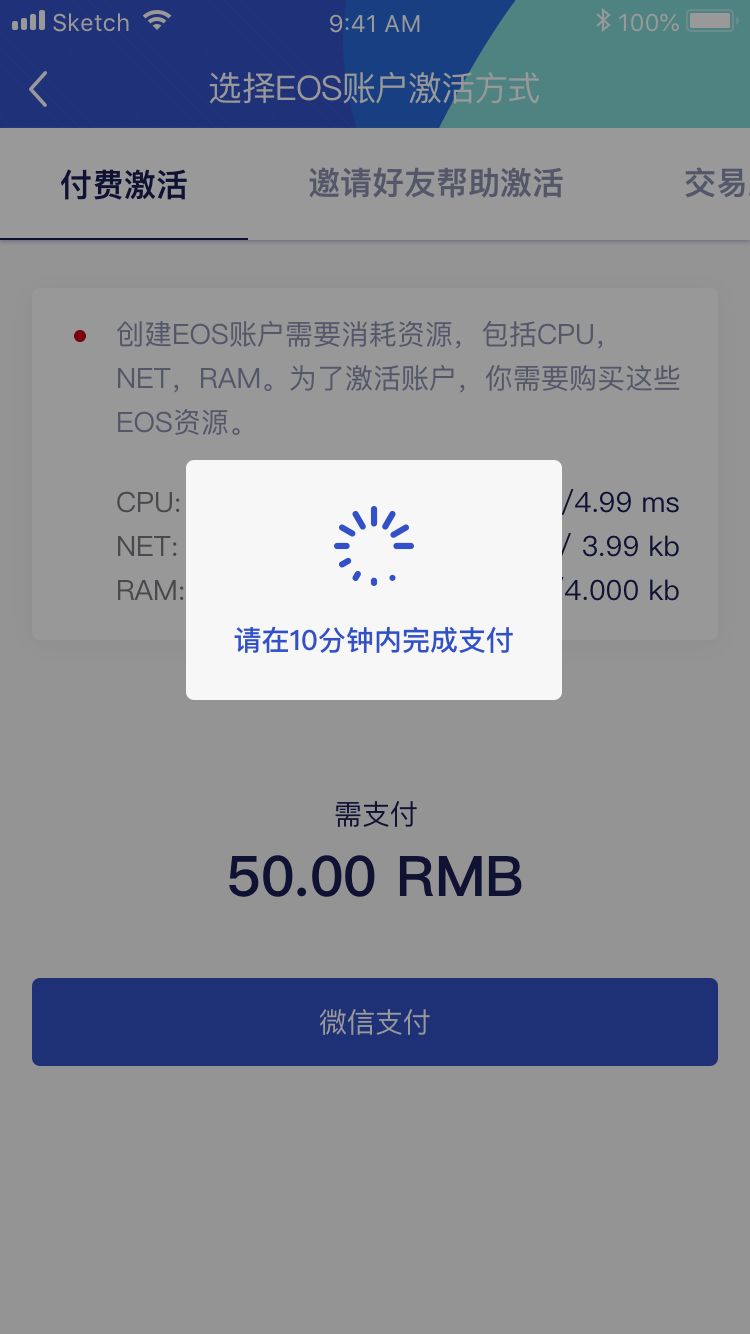 Sketch 9:41 AM 100%
选择EOS账户激活方式
付费激活 邀请好友帮助激活 交易
创建EOS账户需要消耗资源，包括CPU，
NET，RAM。为了激活账户，你需要购买这些
EOS资源。
CPU: /4.99 ms
NET: / 3.99 kb
RAM: /4.000 kb
请在10分钟内完成支付
需支付
50.00 RMB
微信支付